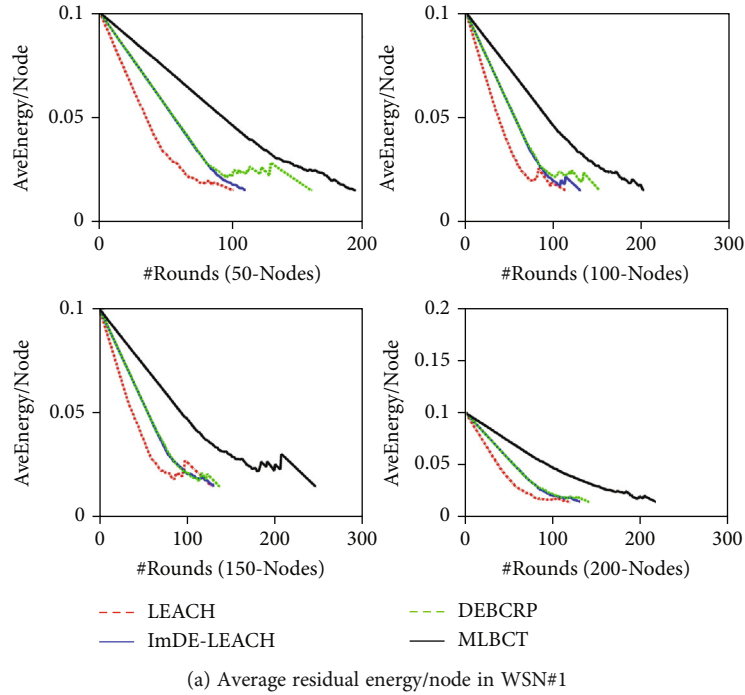 0.1
0.05
0
AveEnergy/Node
0 100 200
#Rounds (50-Nodes)
0.1
0.05
0
AveEnergy/Node
0 100 200 300
#Rounds (100-Nodes)
0.1
0.05
0
AveEnergy/Node
0 100 200 300
#Rounds (150-Nodes)
0.2
0.15
0.1
0.05
0
AveEnergy/Node
0 100 200 300
#Rounds (200-Nodes)
LEACH
ImDE-LEACH
DEBCRP
MLBCT
(a) Average residual energy/node in WSN#1